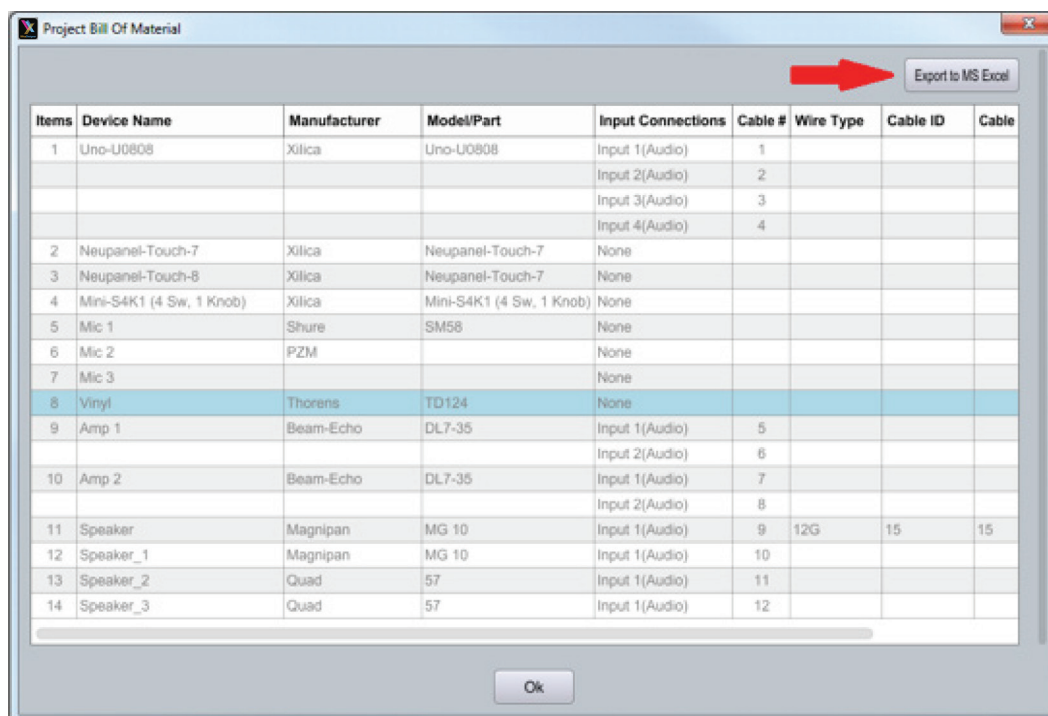 Project Bill Of Material
Export to MS Excel
Items Device Name Manufacturer Model/Part Input Connections Cable # Wire Type Cable ID Cable
1 Uno-U0808 Xilica Uno-U0808 Input 1(Audio) 1
Input 2(Audio) 2
Input 3(Audio) 3
Input 4(Audio) 4
2 Neupanel-Touch-7 Xilica Neupanel-Touch-7 None
3 Neupanel-Touch-8 Xilica Neupanel-Touch-7 None
4 Mini-S4K1 (4 Sw, 1 Knob) Xilica Mini-S4K1 (4 Sw, 1 Knob) None
5 Mic 1 Shure SM58 None
6 Mic 2 PZM None
7 Mic 3 None
8 Vinyl Thorens TD124 None
9 Amp 1 Beam-Echo DL7-35 Input 1(Audio) 5
Input 2(Audio) 6
10 Amp 2 Beam-Echo DL7-35 Input 1(Audio) 7
Input 2(Audio) 8
11 Speaker Magnipan MG 10 Input 1(Audio) 9 12G 15 15
12 Speaker_1 Magnipan MG 10 Input 1(Audio) 10
13 Speaker_2 Quad 57 Input 1(Audio) 11
14 Speaker_3 Quad 57 Input 1(Audio) 12
Ok